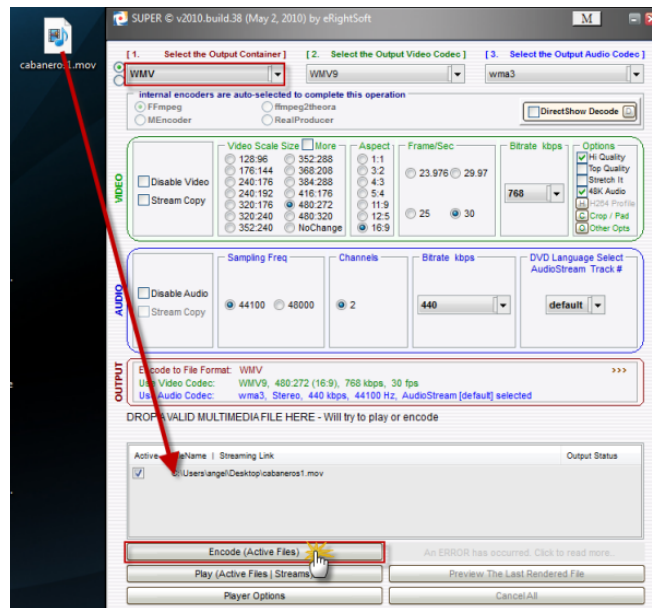 SUPER © v2010.build.38 (May 2, 2010) by eRightSoft
M
cabaneros1.mov
[ 1. Select the Output Container ] [ 2. Select the Output Video Codec ] [ 3. Select the Output Audio Codec ]
WMV WMV9 wma3
internal encoders are auto-selected to complete this operation
FFmpeg ffmpeg2theora
MEncoder RealProducer
DirectShow Decode
VIDEO
Disable Video
Stream Copy
Video Scale Size More
128:96 352:288
176:144 368:208
240:176 384:288
240:192 416:176
320:176 480:272
320:240 480:320
352:240 NoChange
Aspect
1:1
3:2
4:3
5:4
11:9
12:5
16:9
Frame/Sec
23.976 29.97
25 30
Bitrate kbps
768
Options
Hi Quality
Top Quality
Stretch It
48K Audio
H H264 Profile
C Crop / Pad
Other Opts
AUDIO
Disable Audio
Stream Copy
Sampling Freq
44100 48000
Channels
2
Bitrate kbps
440
DVD Language Select
AudioStream Track #
default
OUTPUT
Encode to File Format: WMV >>>
Use Video Codec: WMV9, 480:272 (16:9), 768 kbps, 30 fps
Use Audio Codec: wma3, Stereo, 440 kbps, 44100 Hz, AudioStream [default] selected
DROP A VALID MULTIMEDIA FILE HERE - Will try to play or encode
Active FileName | Streaming Link Output Status
C:\Users\angel\Desktop\cabaneros1.mov
Encode (Active Files) An ERROR has occurred. Click to read more..
Play (Active Files | Streams) Preview The Last Rendered File
Player Options Cancel All